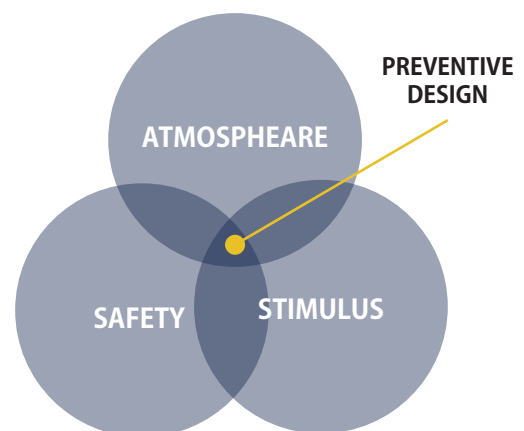 PREVENTIVE
DESIGN
ATMOSPHEARE
SAFETY
STIMULUS